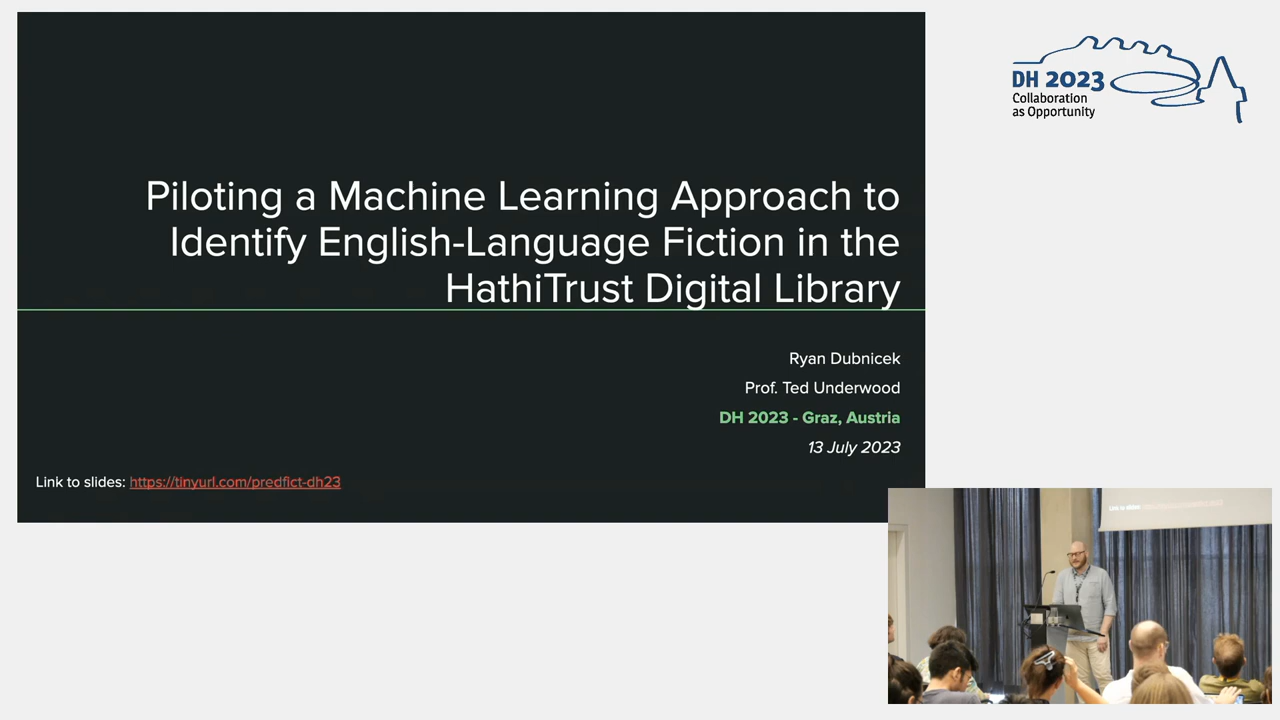 Piloting a Machine Learning Approach to
Identify English-Language Fiction in the
HathiTrust Digital Library
Ryan Dubnicek
Prof. Ted Underwood
DH 2023 - Graz, Austria
13 July 2023
Link to slides: https://tinyurl.com/predfict-dh23
DH 2023
Collaboration
as Opportunity